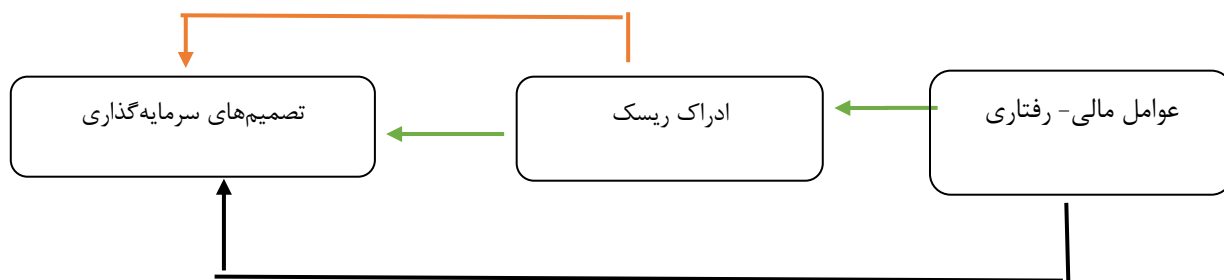 عوامل مالی- رفتاری
ادراک ریسک
تصمیم‌های سرمایه‌گذاری